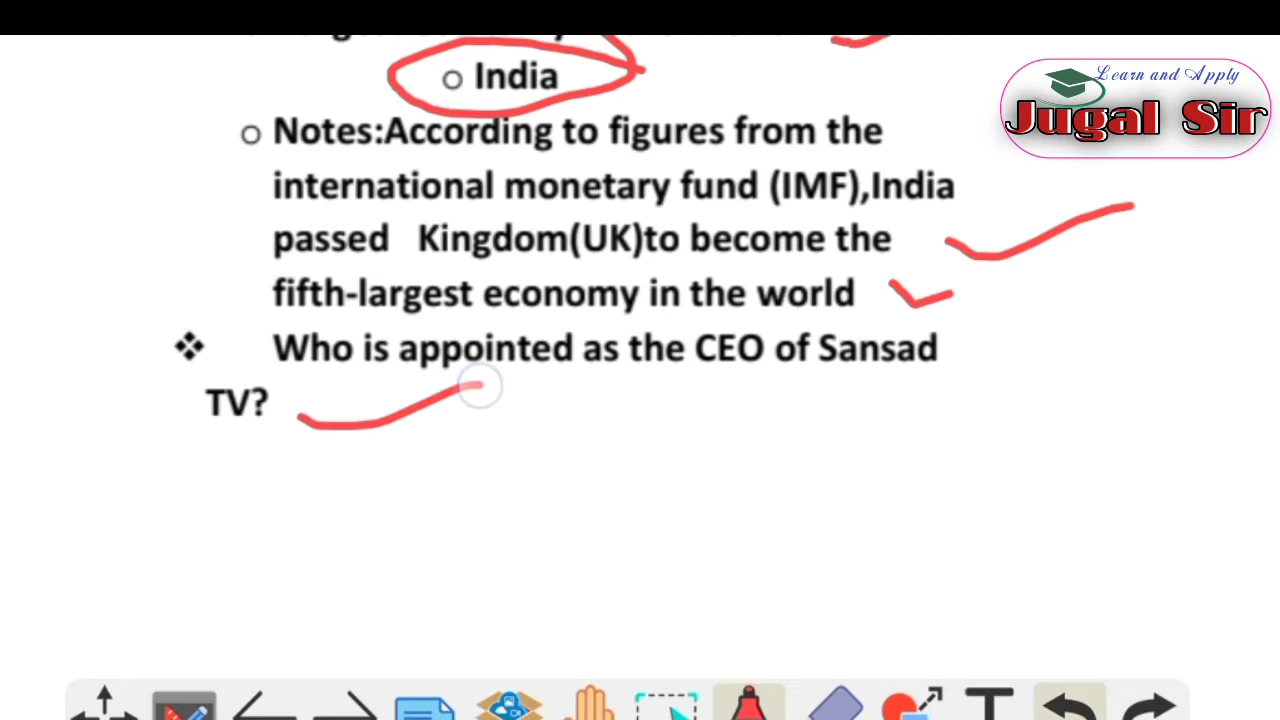 India
Notes:According to figures from the
international monetary fund (IMF),India
passed Kingdom(UK)to become the
fifth-largest economy in the world
Who is appointed as the CEO of Sansad
TV?
Learn and Apply
Jugal Sir
T